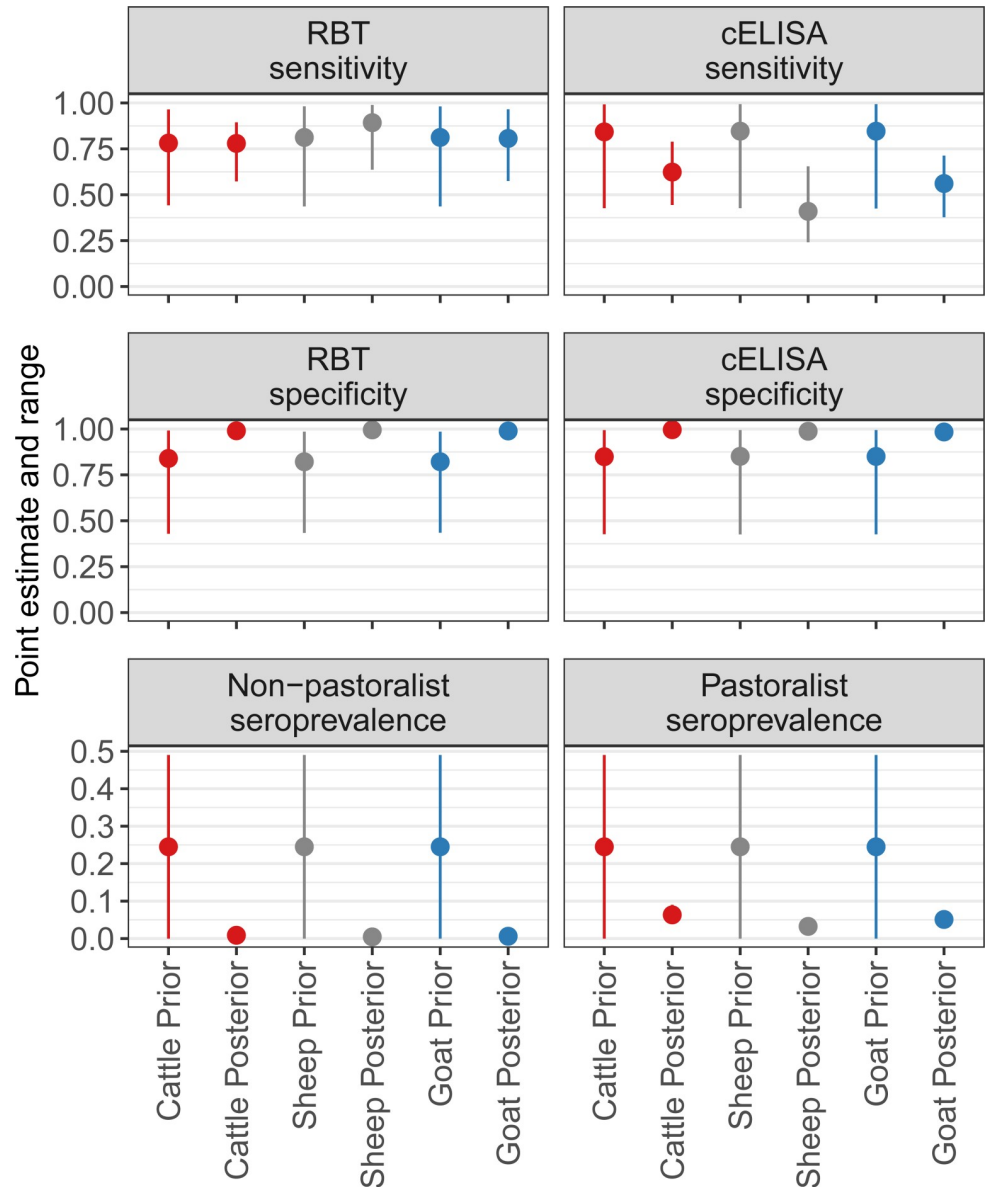 RBT
sensitivity
cELISA
sensitivity
1.00
0.75
0.50
0.25
0.00
Point estimate and range
RBT
specificity
cELISA
specificity
1.00
0.75
0.50
0.25
0.00
Non−pastoralist
seroprevalence
Pastoralist
seroprevalence
0.5
0.4
0.3
0.2
0.1
0.0
Cattle Prior
Cattle Posterior
Sheep Prior
Sheep Posterior
Goat Prior
Goat Posterior
Cattle Prior
Cattle Posterior
Sheep Prior
Sheep Posterior
Goat Prior
Goat Posterior